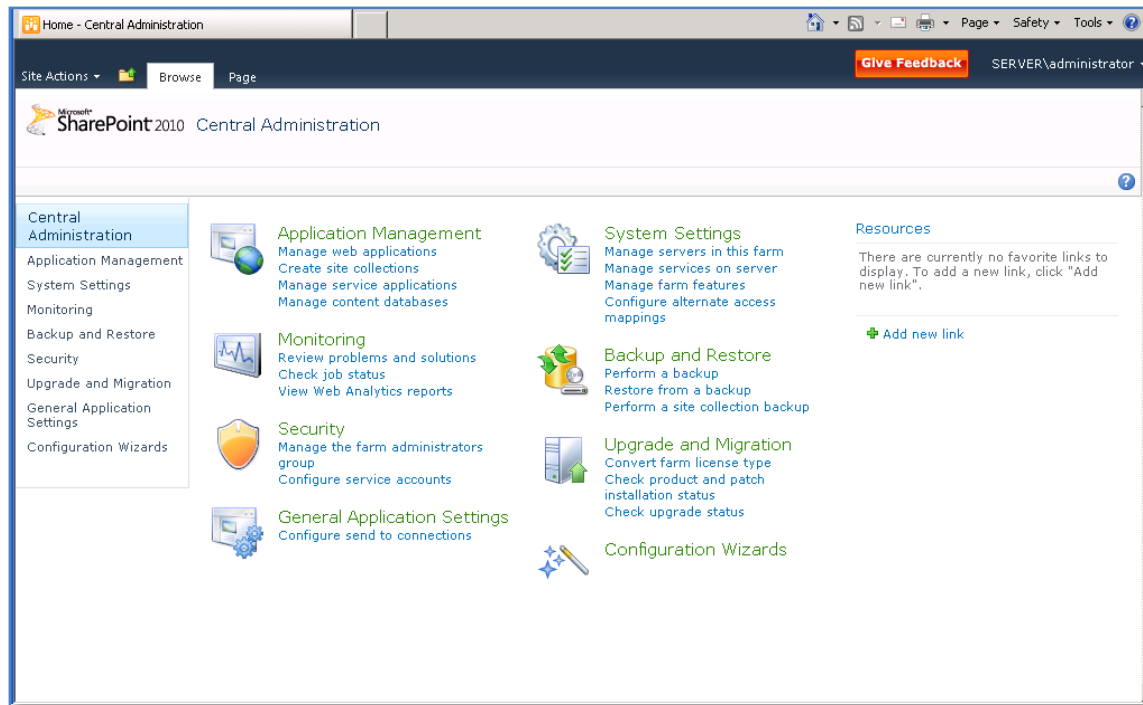 Home - Central Administration
Page Safety Tools
Site Actions Browse Page Give Feedback SERVER\administrator
Microsoft
SharePoint 2010 Central Administration
Central
Administration
Application Management
System Settings
Monitoring
Backup and Restore
Security
Upgrade and Migration
General Application
Settings
Configuration Wizards
Application Management
Manage web applications
Create site collections
Manage service applications
Manage content databases
Monitoring
Review problems and solutions
Check job status
View Web Analytics reports
Security
Manage the farm administrators
group
Configure service accounts
General Application Settings
Configure send to connections
System Settings
Manage servers in this farm
Manage services on server
Manage farm features
Configure alternate access
mappings
Backup and Restore
Perform a backup
Restore from a backup
Perform a site collection backup
Upgrade and Migration
Convert farm license type
Check product and patch
installation status
Check upgrade status
Configuration Wizards
Resources
There are currently no favorite links to
display. To add a new link, click "Add
new link".
Add new link